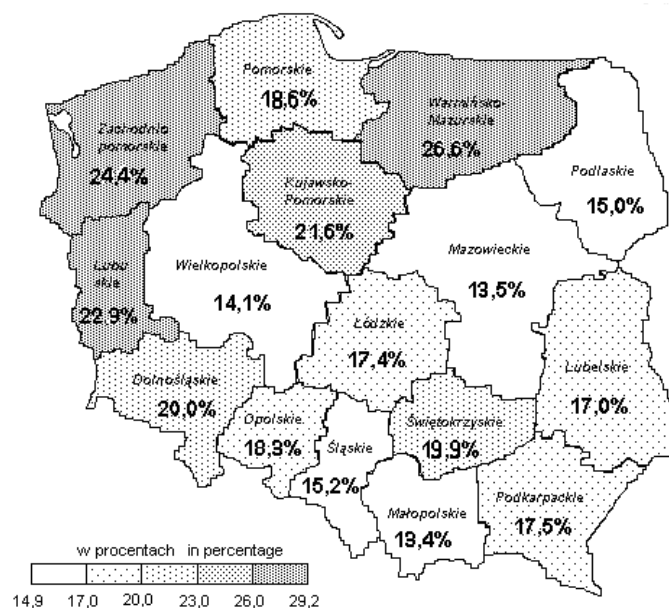 Pomorskie
18,6%
Warmińsko-
Mazurskie
26,6%
Zachodnio
pomorskie
24,4%
Podlaskie
15,0%
Kujawsko-
Pomorskie
21,6%
Mazowieckie
13,5%
Lubu
skie
22,9%
Wielkopolskie
14,1%
Łódzkie
17,4%
Lubelskie
17,0%
Dolnośląskie
20,0%
Opolskie
18,3%
Śląskie
15,2%
Świętokrzyskie
19,9%
Małopolskie
13,4%
Podkarpackie
17,5%
w procentach in percentage
14,9 17,0 20,0 23,0 26,0 29,2